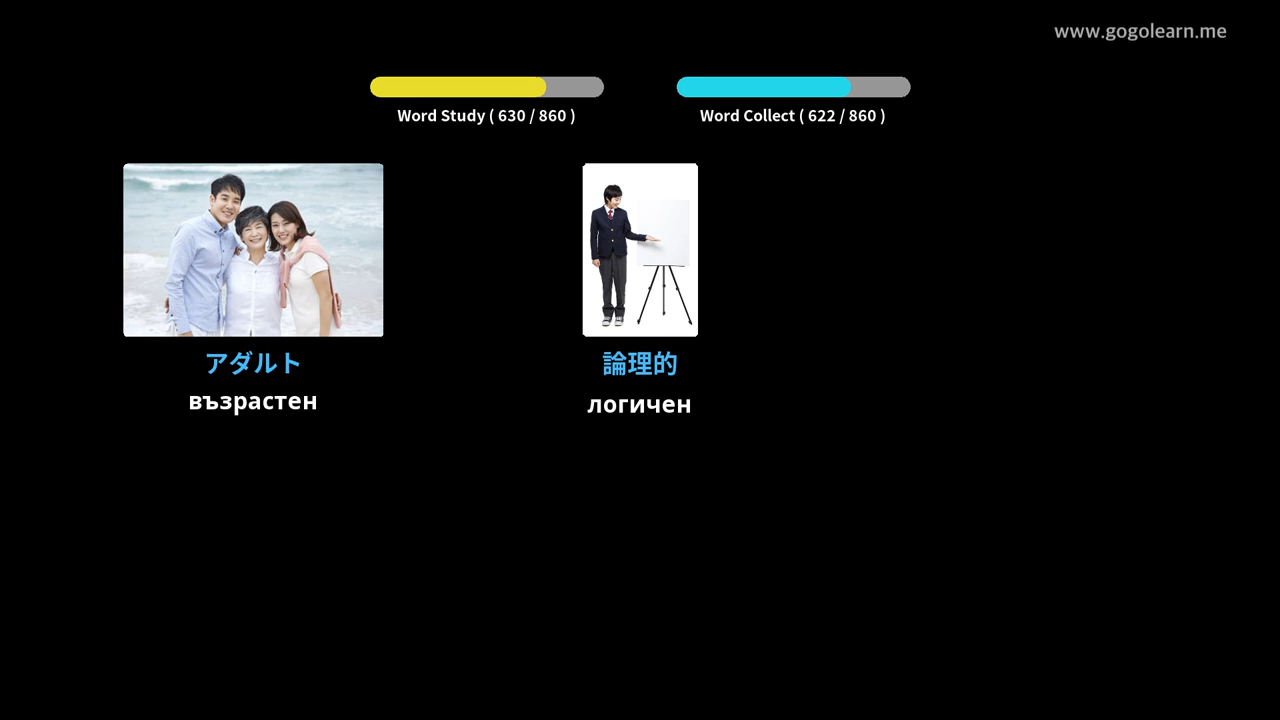 www.gogolearn.me
Word Study ( 630 / 860 )
Word Collect ( 622 / 860 )
アダルト
възрастен
論理的
логичен